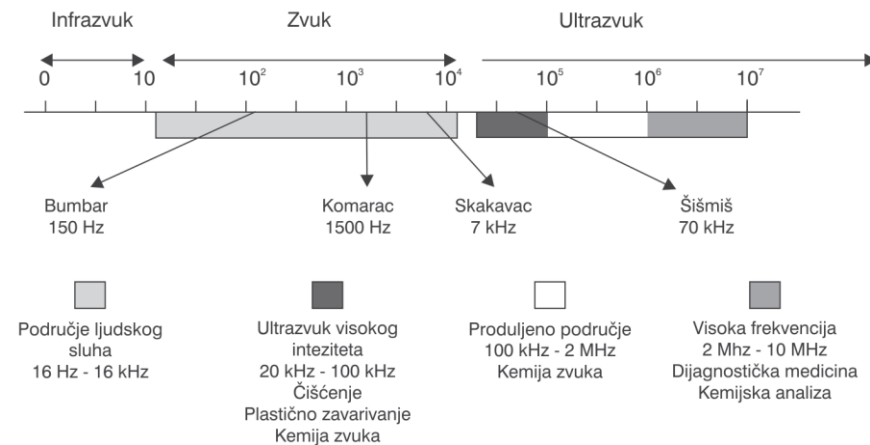 Infrazvuk Zvuk Ultrazvuk
0 10 10² 10³ 10⁴ 10⁵ 10⁶ 10⁷
Bumbar
150 Hz
Komarac
1500 Hz
Skakavac
7 kHz
Šišmiš
70 kHz
Područje ljudskog
sluha
16 Hz - 16 kHz
Ultrazvuk visokog
inteziteta
20 kHz - 100 kHz
Čišćenje
Plastično zavarivanje
Kemija zvuka
Produljeno područje
100 kHz - 2 MHz
Kemija zvuka
Visoka frekvencija
2 Mhz - 10 MHz
Dijagnostička medicina
Kemijska analiza